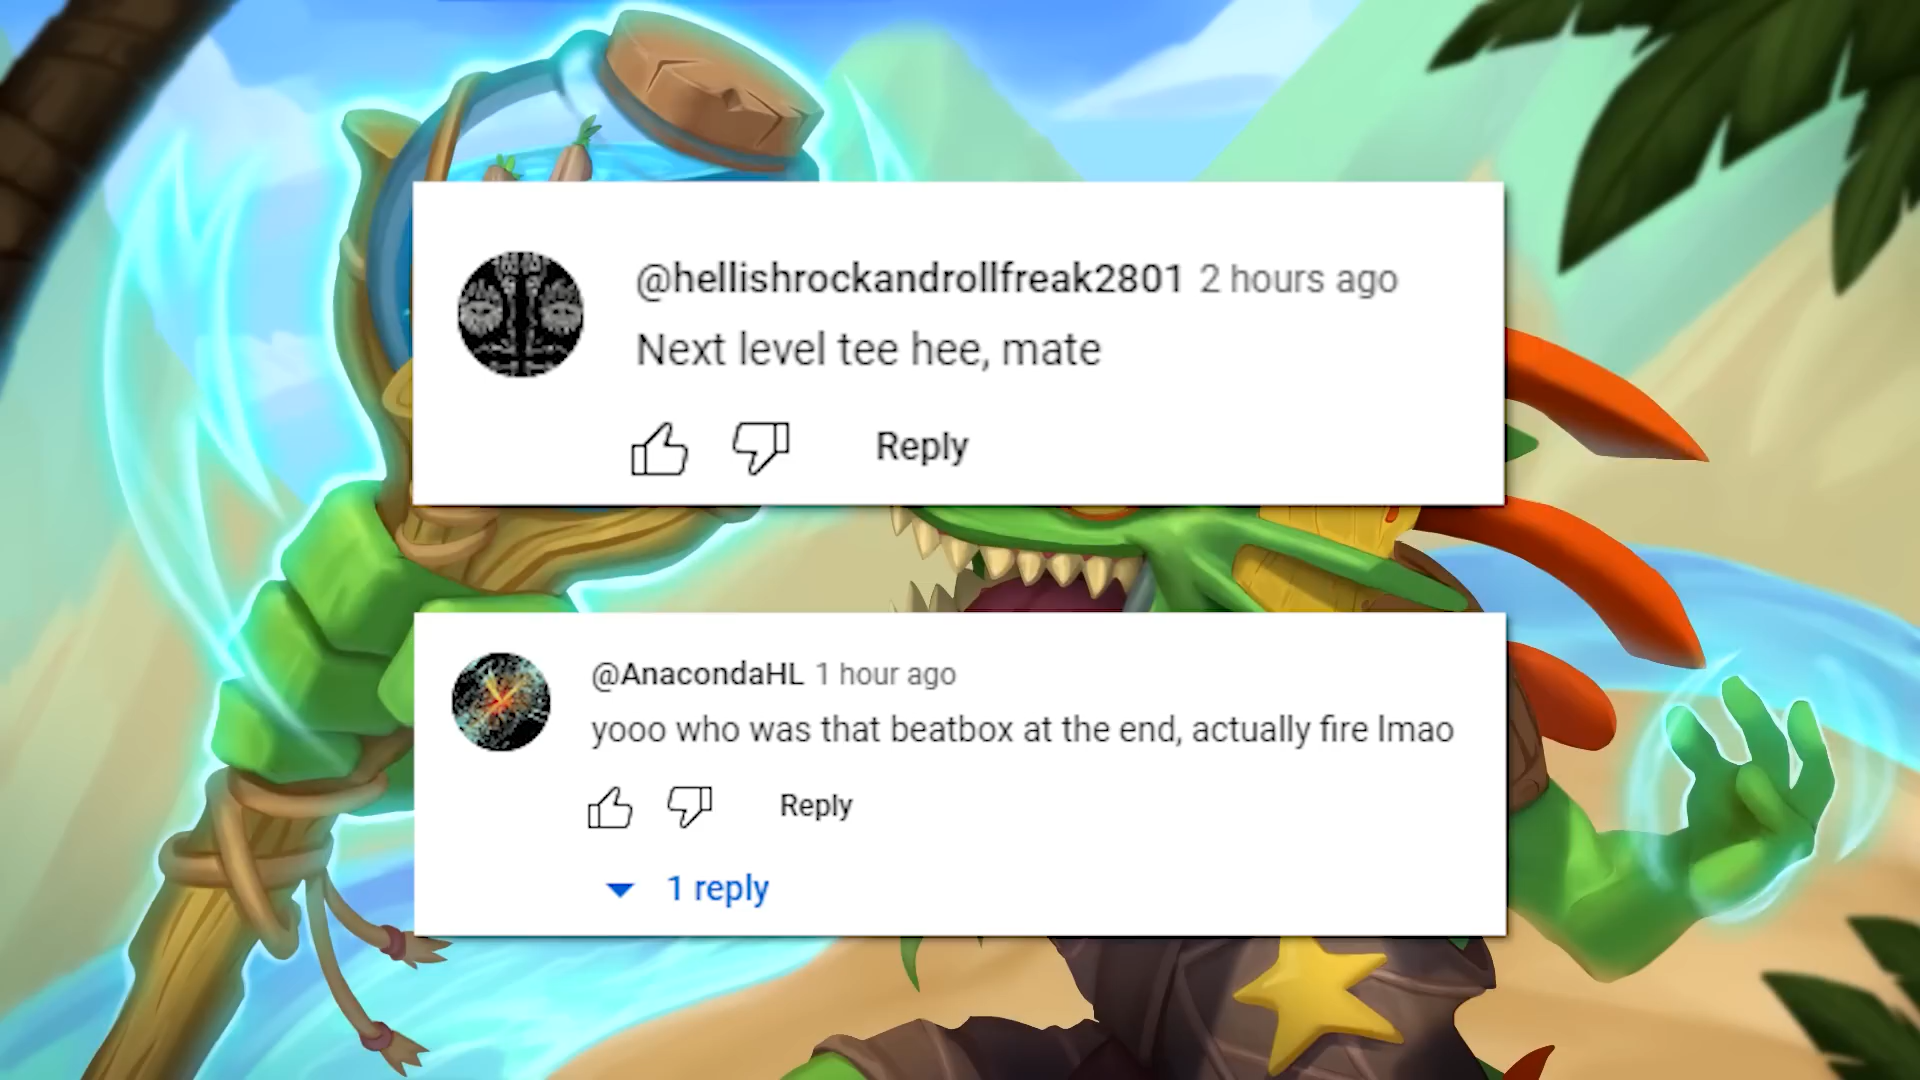 @hellishrockandrollfreak2801 2 hours ago
Next level tee hee, mate
Reply
@AnacondaHL 1 hour ago
yooo who was that beatbox at the end, actually fire lmao
Reply
1 reply